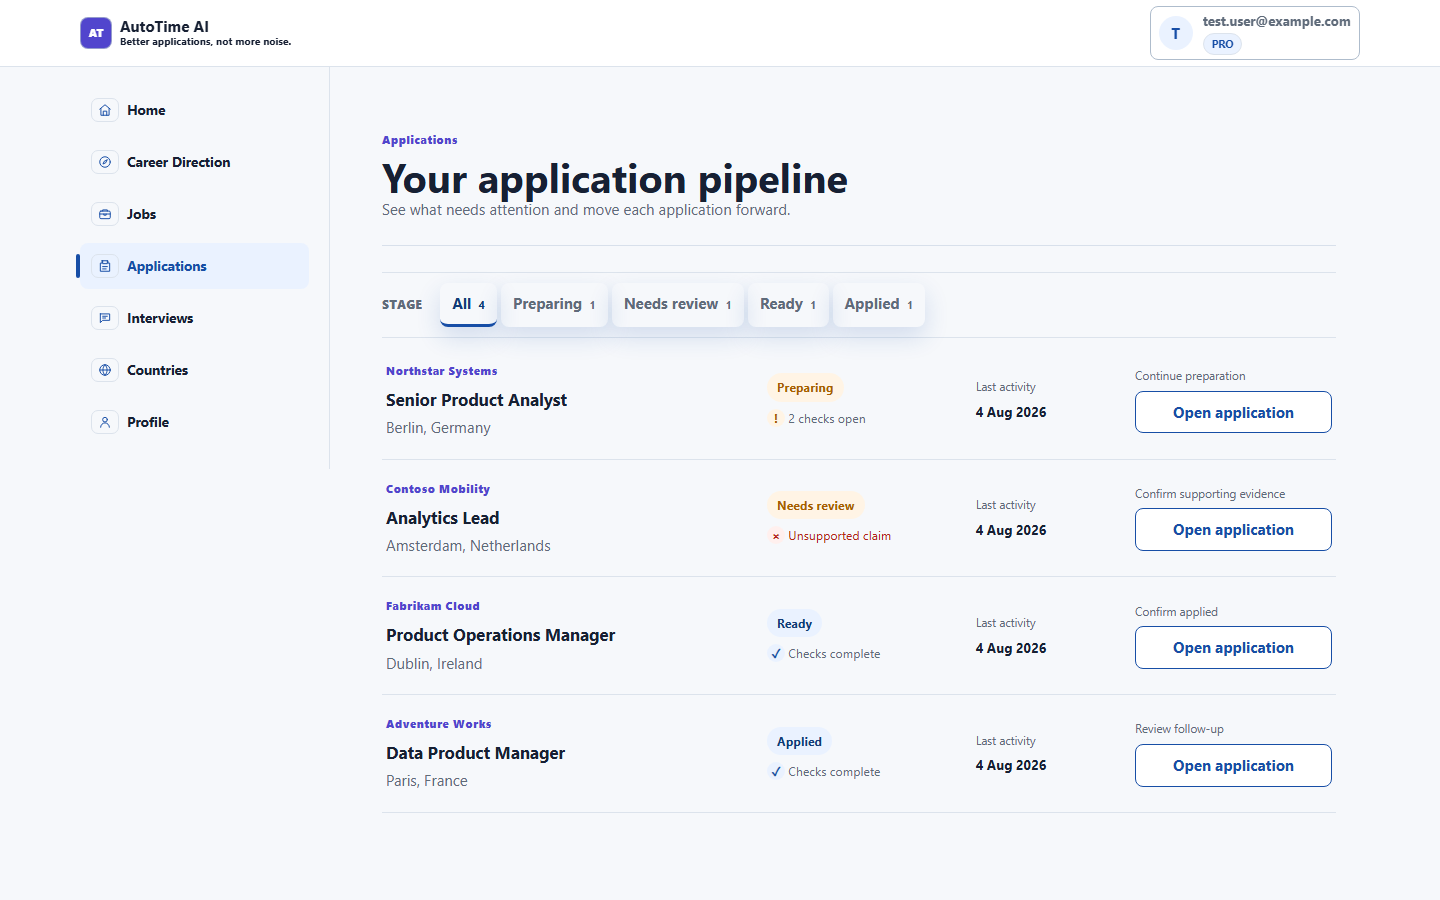 AT
AutoTime AI
Better applications, not more noise.
T
test.user@example.com
PRO
Home
Career Direction
Jobs
Applications
Interviews
Countries
Profile
Applications
Your application pipeline
See what needs attention and move each application forward.
STAGE
All 4
Preparing 1
Needs review 1
Ready 1
Applied 1
Northstar Systems
Senior Product Analyst
Berlin, Germany
Preparing
! 2 checks open
Last activity
4 Aug 2026
Continue preparation
Open application
Contoso Mobility
Analytics Lead
Amsterdam, Netherlands
Needs review
× Unsupported claim
Last activity
4 Aug 2026
Confirm supporting evidence
Open application
Fabrikam Cloud
Product Operations Manager
Dublin, Ireland
Ready
✓ Checks complete
Last activity
4 Aug 2026
Confirm applied
Open application
Adventure Works
Data Product Manager
Paris, France
Applied
✓ Checks complete
Last activity
4 Aug 2026
Review follow-up
Open application